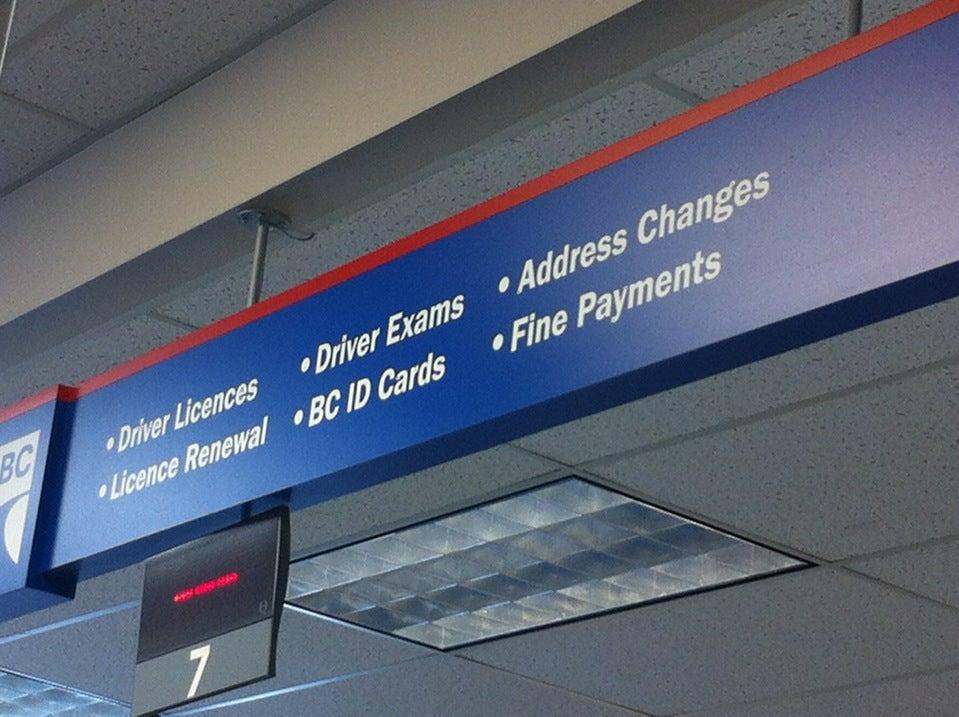 BC
• Driver Licences
• Licence Renewal
• Driver Exams
• BC ID Cards
• Address Changes
• Fine Payments
7